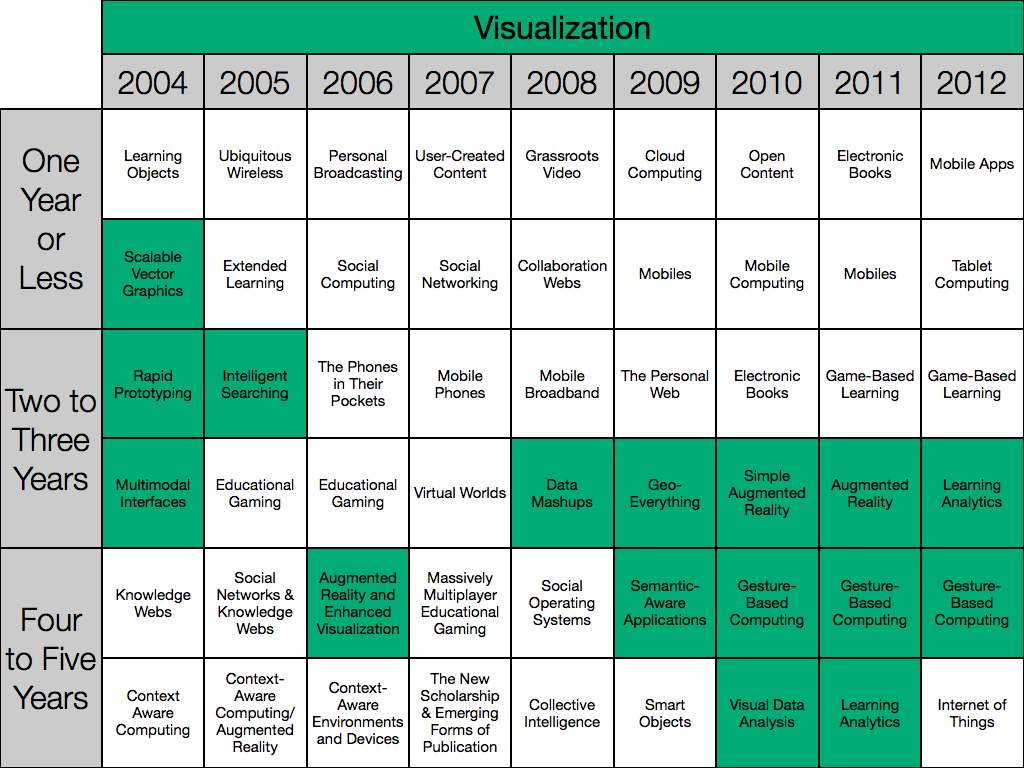 Visualization
2004 2005 2006 2007 2008 2009 2010 2011 2012
One
Year
or
Less
Learning
Objects
Ubiquitous
Wireless
Personal
Broadcasting
User-Created
Content
Grassroots
Video
Cloud
Computing
Open
Content
Electronic
Books
Mobile Apps
Scalable
Vector
Graphics
Extended
Learning
Social
Computing
Social
Networking
Collaboration
Webs
Mobiles
Mobile
Computing
Mobiles
Tablet
Computing
Two to
Three
Years
Rapid
Prototyping
Intelligent
Searching
The Phones
in Their
Pockets
Mobile
Phones
Mobile
Broadband
The Personal
Web
Electronic
Books
Game-Based
Learning
Game-Based
Learning
Multimodal
Interfaces
Educational
Gaming
Educational
Gaming
Virtual Worlds
Data
Mashups
Geo-
Everything
Simple
Augmented
Reality
Augmented
Reality
Learning
Analytics
Four
to Five
Years
Knowledge
Webs
Social
Networks &
Knowledge
Webs
Augmented
Reality and
Enhanced
Visualization
Massively
Multiplayer
Educational
Gaming
Social
Operating
Systems
Semantic-
Aware
Applications
Gesture-
Based
Computing
Gesture-
Based
Computing
Gesture-
Based
Computing
Context
Aware
Computing
Context-
Aware
Computing/
Augmented
Reality
Context-
Aware
Environments
and Devices
The New
Scholarship
& Emerging
Forms of
Publication
Collective
Intelligence
Smart
Objects
Visual Data
Analysis
Learning
Analytics
Internet of
Things